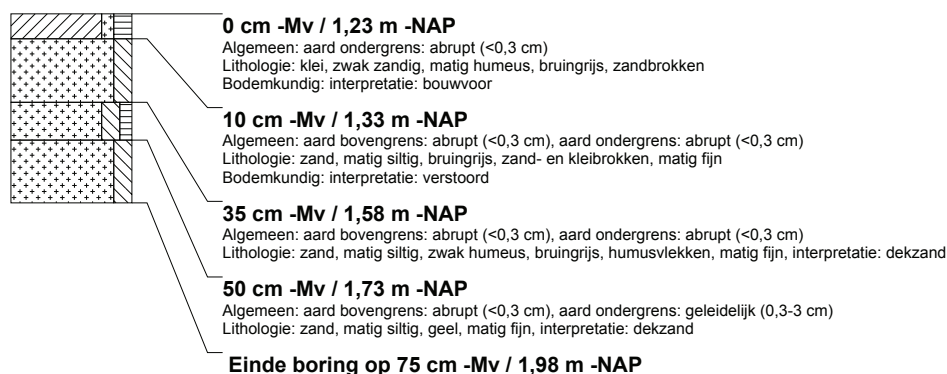 0 cm -Mv / 1,23 m -NAP
Algemeen: aard ondergrens: abrupt (<0,3 cm)
Lithologie: klei, zwak zandig, matig humeus, bruingrijs, zandbrokken
Bodemkundig: interpretatie: bouwvoor
10 cm -Mv / 1,33 m -NAP
Algemeen: aard bovengrens: abrupt (<0,3 cm), aard ondergrens: abrupt (<0,3 cm)
Lithologie: zand, matig siltig, bruingrijs, zand- en kleibrokken, matig fijn
Bodemkundig: interpretatie: verstoord
35 cm -Mv / 1,58 m -NAP
Algemeen: aard bovengrens: abrupt (<0,3 cm), aard ondergrens: abrupt (<0,3 cm)
Lithologie: zand, matig siltig, zwak humeus, bruingrijs, humusvlekken, matig fijn, interpretatie: dekzand
50 cm -Mv / 1,73 m -NAP
Algemeen: aard bovengrens: abrupt (<0,3 cm), aard ondergrens: geleidelijk (0,3-3 cm)
Lithologie: zand, matig siltig, geel, matig fijn, interpretatie: dekzand
Einde boring op 75 cm -Mv / 1,98 m -NAP